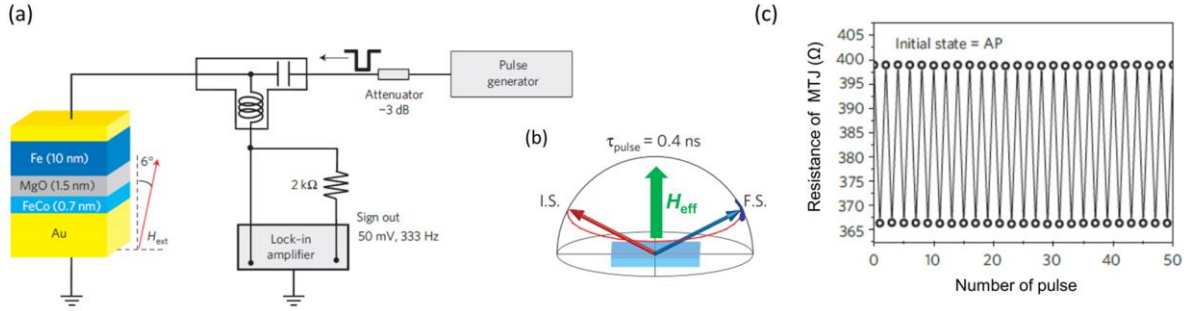 (a)
Pulse
generator
Attenuator
−3 dB
Fe (10 nm)
MgO (1.5 nm)
FeCo (0.7 nm)
Au
6°
Hext
2 kΩ
Lock-in
amplifier
Sign out
50 mV, 333 Hz
(b)
τpulse = 0.4 ns
I.S.
Heff
F.S.
(c)
Initial state = AP
Resistance of MTJ (Ω)
405
400
395
390
385
380
375
370
365
0 10 20 30 40 50
Number of pulse